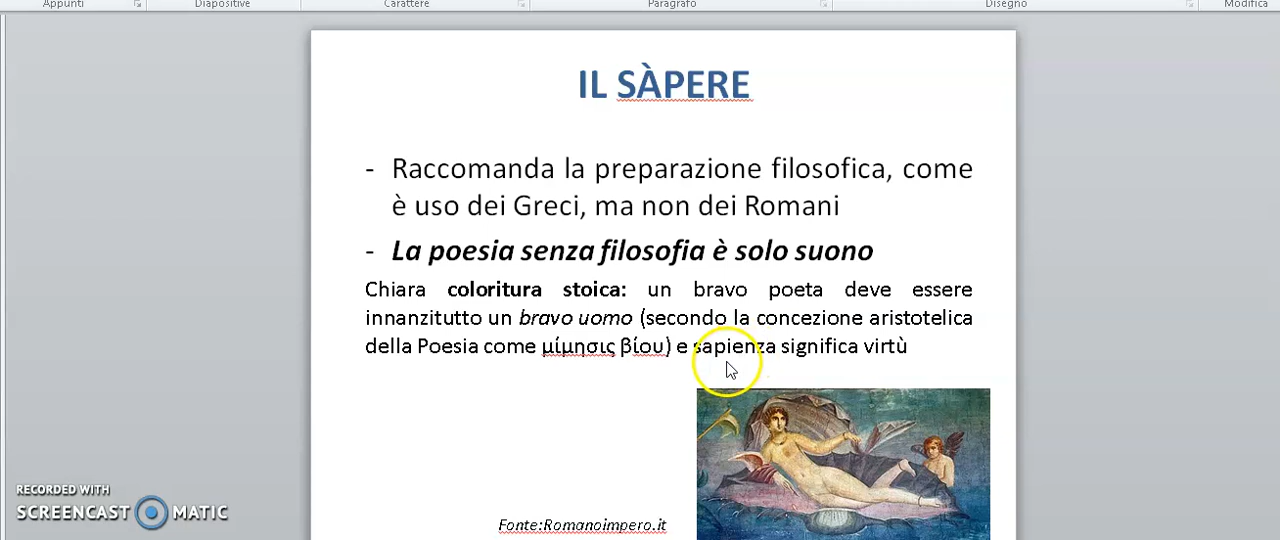 Appunti Diapositive Carattere Paragrafo Disegno Modifica
IL SÀPERE
- Raccomanda la preparazione filosofica, come
è uso dei Greci, ma non dei Romani
- La poesia senza filosofia è solo suono
Chiara coloritura stoica: un bravo poeta deve essere
innanzitutto un bravo uomo (secondo la concezione aristotelica
della Poesia come μίμησις βίου) e sapienza significa virtù
Fonte:Romanoimpero.it
RECORDED WITH
SCREENCAST MATIC